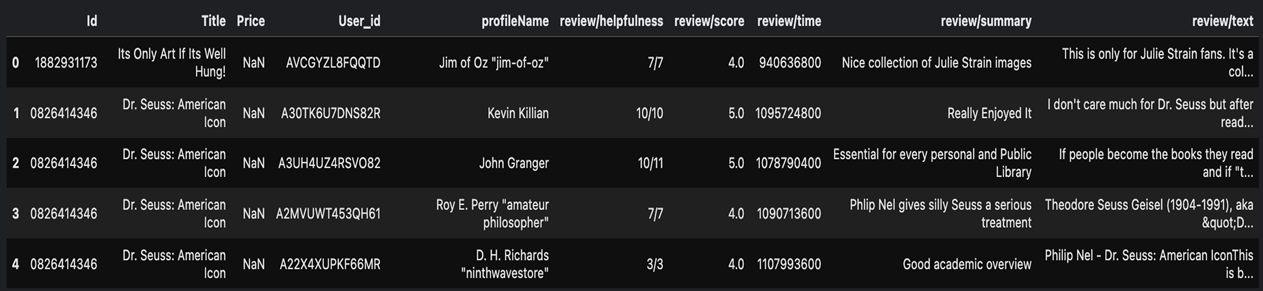 Id Title Price User_id profileName review/helpfulness review/score review/time review/summary review/text
0 1882931173 Its Only Art If Its Well Hung! NaN AVCGYZL8FQQTD Jim of Oz "jim-of-oz" 7/7 4.0 940636800 Nice collection of Julie Strain images This is only for Julie Strain fans. It's a col...
1 0826414346 Dr. Seuss: American Icon NaN A30TK6U7DNS82R Kevin Killian 10/10 5.0 1095724800 Really Enjoyed It I don't care much for Dr. Seuss but after read...
2 0826414346 Dr. Seuss: American Icon NaN A3UH4UZ4RSVO82 John Granger 10/11 5.0 1078790400 Essential for every personal and Public Library If people become the books they read and if "t...
3 0826414346 Dr. Seuss: American Icon NaN A2MVUWT453QH61 Roy E. Perry "amateur philosopher" 7/7 4.0 1090713600 Phlip Nel gives silly Seuss a serious treatment Theodore Seuss Geisel (1904-1991), aka &quot;D...
4 0826414346 Dr. Seuss: American Icon NaN A22X4XUPKF66MR D. H. Richards "ninthwavestore" 3/3 4.0 1107993600 Good academic overview Philip Nel - Dr. Seuss: American IconThis is b...